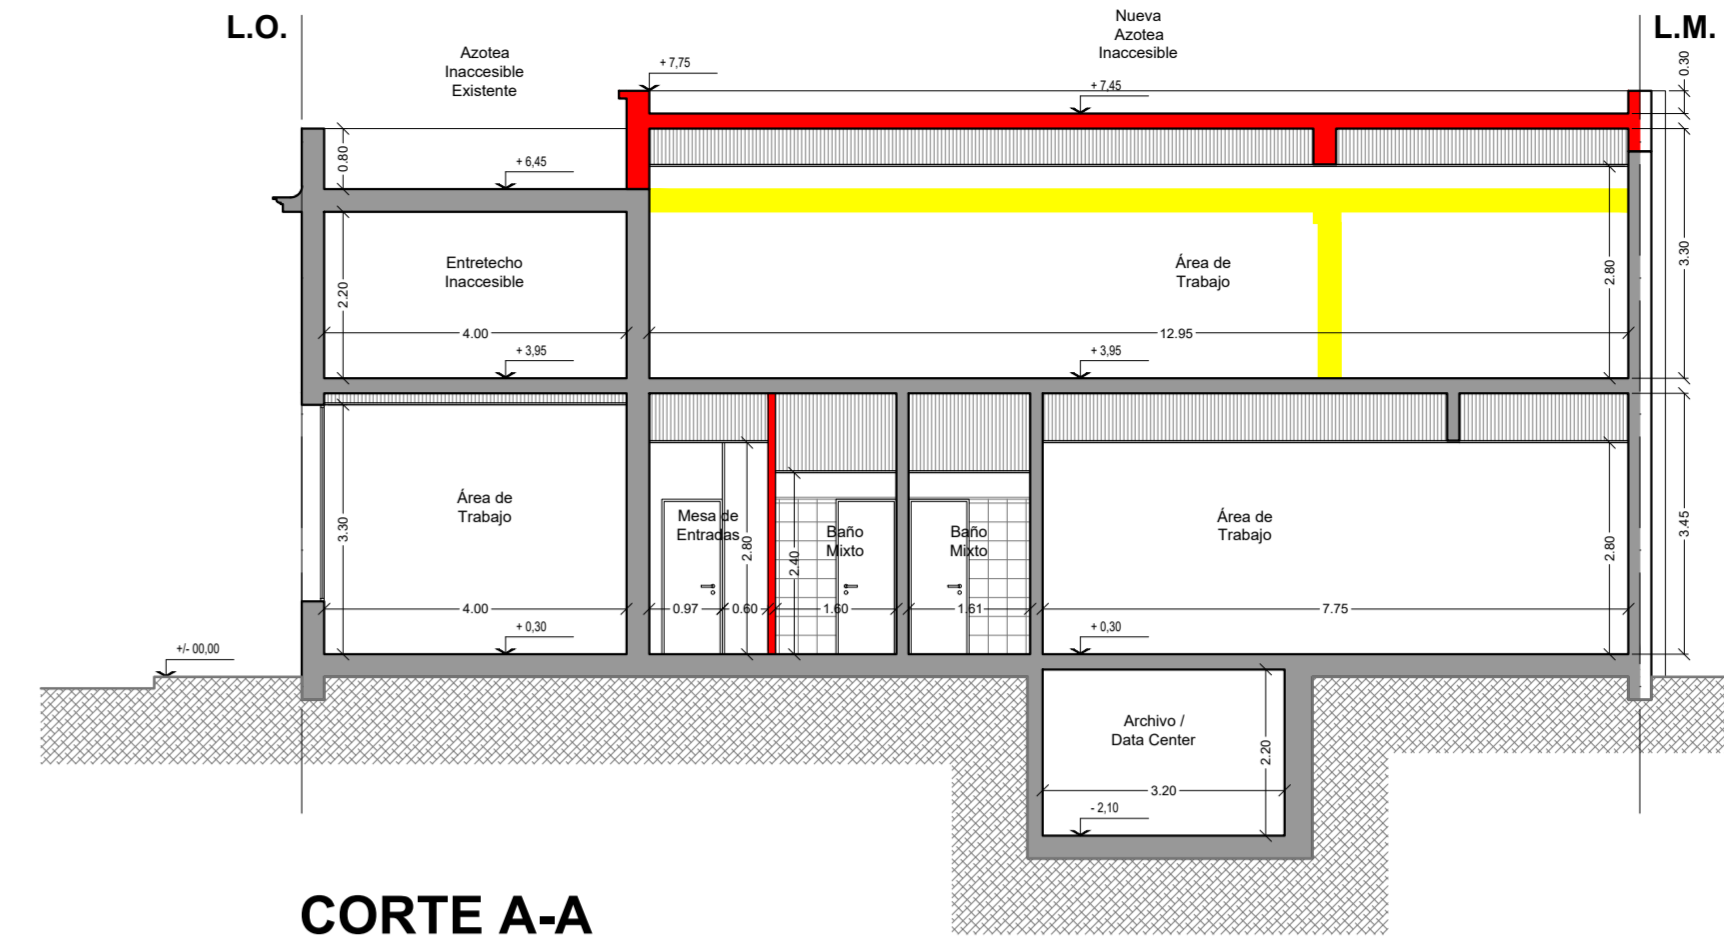 L.O.
Azotea
Inaccesible
Existente
Nueva
Azotea
Inaccesible
L.M.
+ 7,75
+ 7,45
0.30
0.80
+ 6,45
Entretecho
Inaccesible
Área de
Trabajo
2.20
2.80
3.30
4.00
12.95
+ 3,95
+ 3,95
Área de
Trabajo
Mesa de
Entradas
Baño
Mixto
Baño
Mixto
Área de
Trabajo
3.30
2.80
2.40
2.80
3.45
4.00
0.97
0.60
1.60
1.61
7.75
+ 0,30
+ 0,30
+/- 00,00
Archivo /
Data Center
2.20
3.20
- 2,10
CORTE A-A